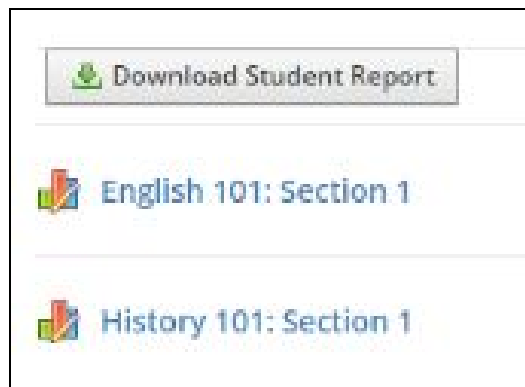 Download Student Report
English 101: Section 1
History 101: Section 1